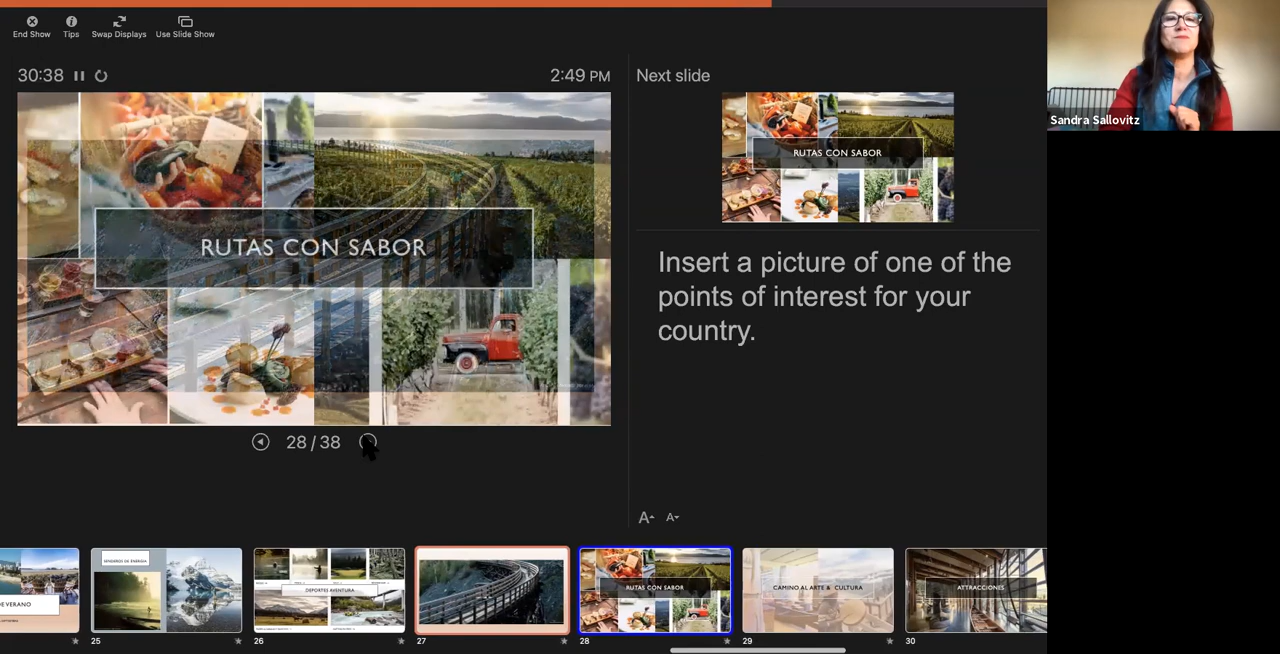 End Show
Tips
Swap Displays
Use Slide Show
30:38
2:49 PM
Next slide
Sandra Sallovitz
RUTAS CON SABOR
RUTAS CON SABOR
Insert a picture of one of the
points of interest for your
country.
28 / 38
A
A
SENDEROS DE ENERGIA
DEPORTES AVENTURA
RUTAS CON SABOR
CAMINO AL ARTE & CULTURA
ATTRACCIONES
DE VERANO
25
26
27
28
29
30